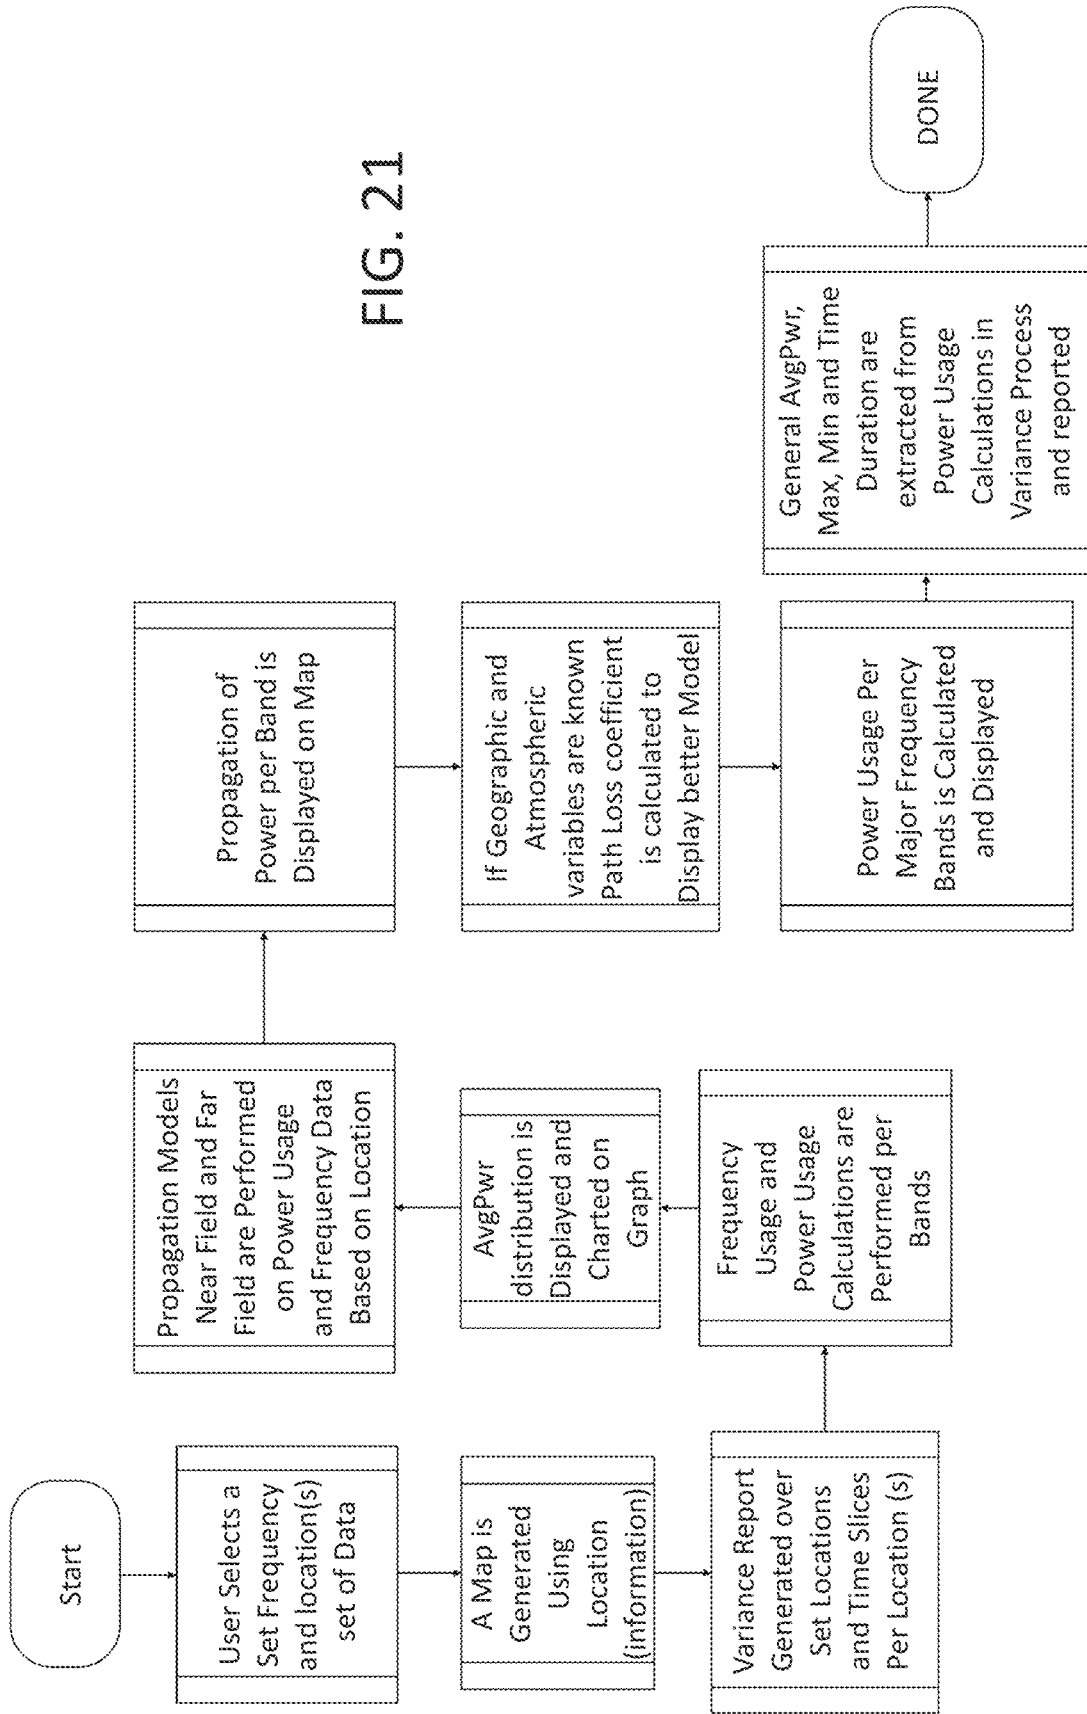 Start
User Selects a
Set Frequency
and location(s)
set of Data
A Map is
Generated
Using
Location
(information)
Variance Report
Generated over
Set Locations
and Time Slices
Per Location (s)
Frequency
Usage and
Power Usage
Calculations are
Performed per
Bands
AvgPwr
distribution is
Displayed and
Charted on
Graph
Propagation Models
Near Field and Far
Field are Performed
on Power Usage
and Frequency Data
Based on Location
Propagation of
Power per Band is
Displayed on Map
If Geographic and
Atmospheric
variables are known
Path Loss coefficient
is calculated to
Display better Model
Power Usage Per
Major Frequency
Bands is Calculated
and Displayed
General AvgPwr,
Max, Min and Time
Duration are
extracted from
Power Usage
Calculations in
Variance Process
and reported
DONE
FIG. 21